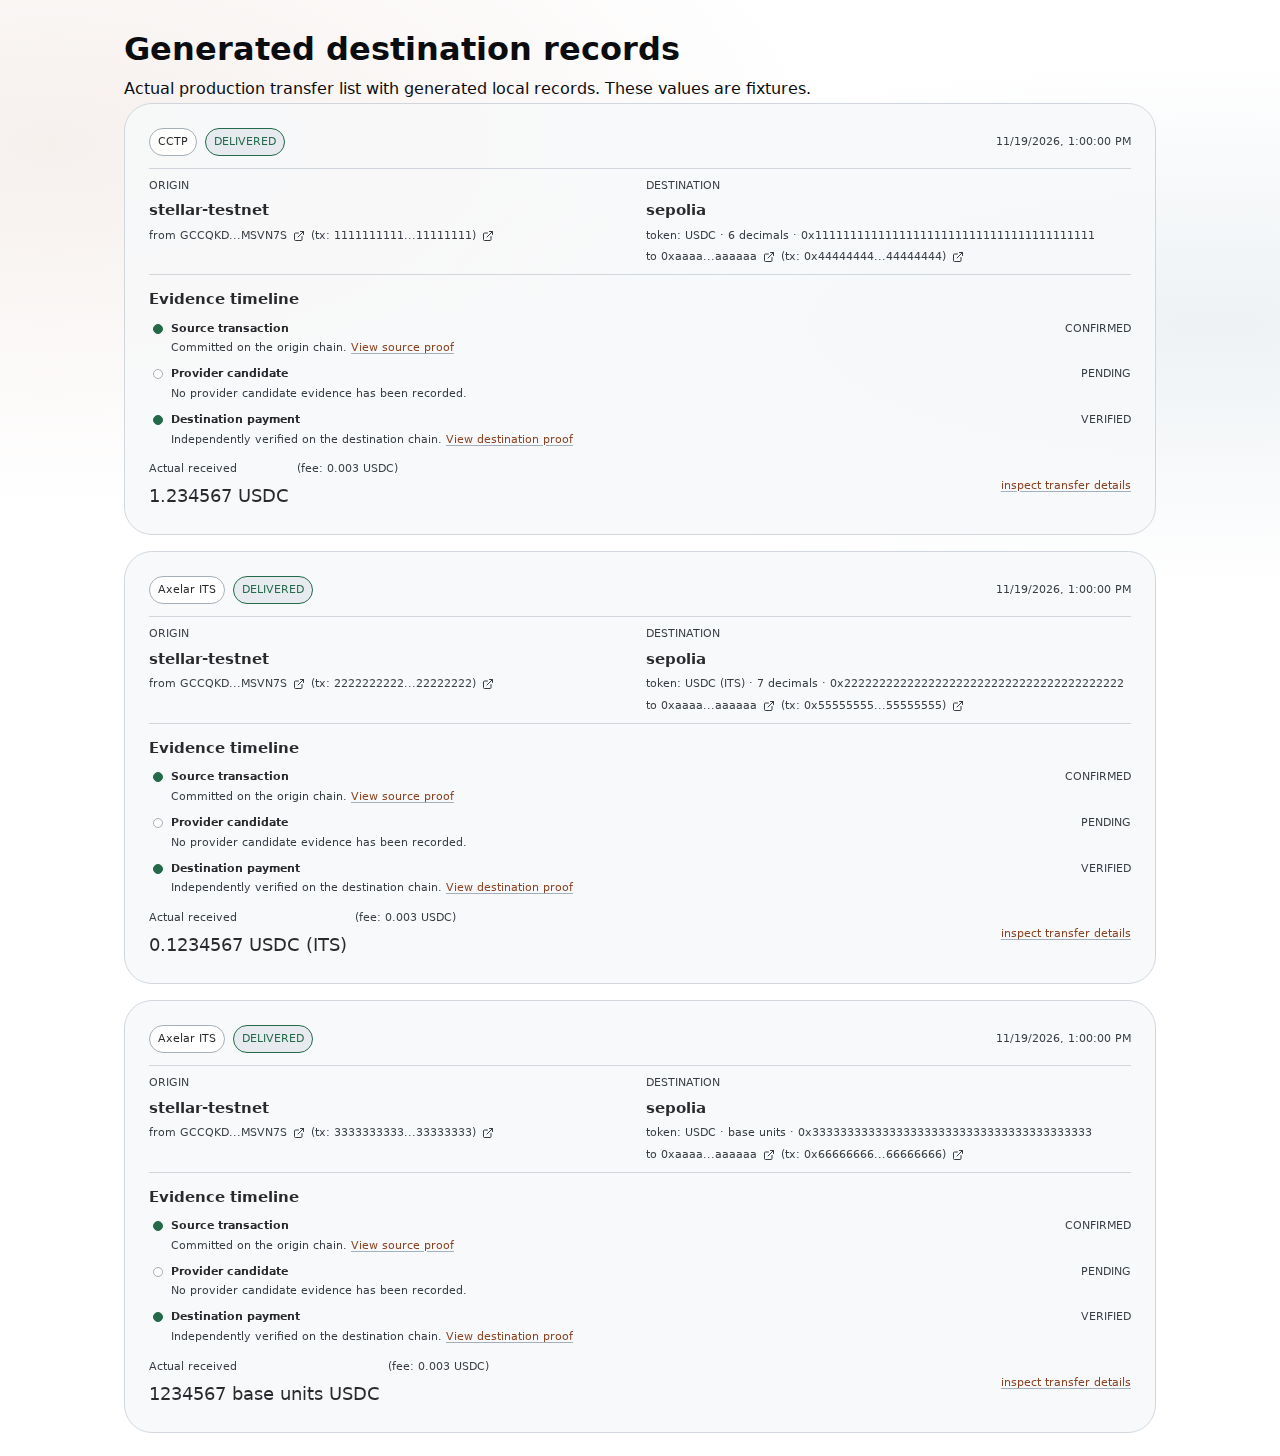 Generated destination records
Actual production transfer list with generated local records. These values are fixtures.
CCTP DELIVERED 11/19/2026, 1:00:00 PM
ORIGIN DESTINATION
stellar-testnet sepolia
from GCCQKD...MSVN7S (tx: 1111111111...11111111) token: USDC · 6 decimals · 0x1111111111111111111111111111111111111111
to 0xaaaa...aaaaaa (tx: 0x44444444...44444444)
Evidence timeline
Source transaction CONFIRMED
Committed on the origin chain. View source proof
Provider candidate PENDING
No provider candidate evidence has been recorded.
Destination payment VERIFIED
Independently verified on the destination chain. View destination proof
Actual received (fee: 0.003 USDC)
1.234567 USDC inspect transfer details
Axelar ITS DELIVERED 11/19/2026, 1:00:00 PM
ORIGIN DESTINATION
stellar-testnet sepolia
from GCCQKD...MSVN7S (tx: 2222222222...22222222) token: USDC (ITS) · 7 decimals · 0x2222222222222222222222222222222222222222
to 0xaaaa...aaaaaa (tx: 0x55555555...55555555)
Evidence timeline
Source transaction CONFIRMED
Committed on the origin chain. View source proof
Provider candidate PENDING
No provider candidate evidence has been recorded.
Destination payment VERIFIED
Independently verified on the destination chain. View destination proof
Actual received (fee: 0.003 USDC)
0.1234567 USDC (ITS) inspect transfer details
Axelar ITS DELIVERED 11/19/2026, 1:00:00 PM
ORIGIN DESTINATION
stellar-testnet sepolia
from GCCQKD...MSVN7S (tx: 3333333333...33333333) token: USDC · base units · 0x3333333333333333333333333333333333333333
to 0xaaaa...aaaaaa (tx: 0x66666666...66666666)
Evidence timeline
Source transaction CONFIRMED
Committed on the origin chain. View source proof
Provider candidate PENDING
No provider candidate evidence has been recorded.
Destination payment VERIFIED
Independently verified on the destination chain. View destination proof
Actual received (fee: 0.003 USDC)
1234567 base units USDC inspect transfer details